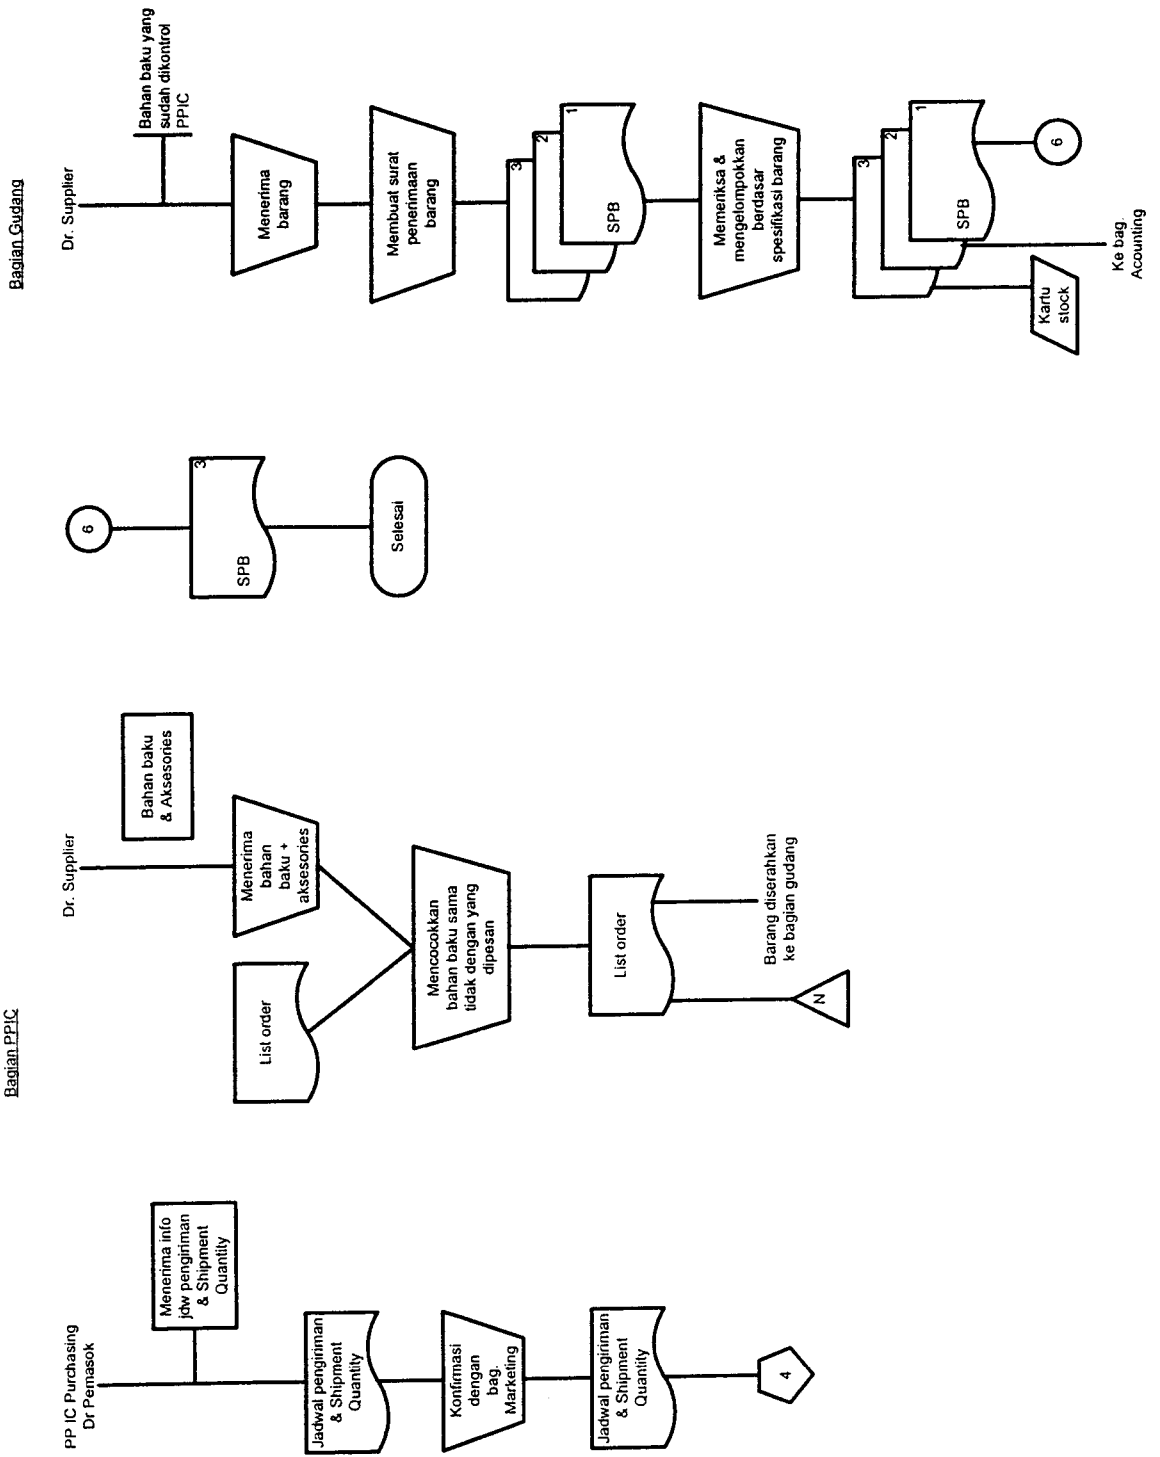 Bagian PPIC
PP IC Purchasing
Dr Pemasok
Menerima info
jdw pengiriman
& Shipment
Quantity
Jadwal pengiriman
& Shipment
Quantity
Konfirmasi
dengan
bag.
Marketing
Jadwal pengiriman
& Shipment
Quantity
4
Dr. Supplier
Bahan baku
& Aksesories
List order
Menerima
bahan
baku +
aksesories
Mencocokkan
bahan baku sama
tidak dengan yang
dipesan
List order
N
Barang diserahkan
ke bagian gudang
6
3
SPB
Selesai
Bagian Gudang
Dr. Supplier
Bahan baku yang
sudah dikontrol
PPIC
Menerima
barang
Membuat surat
penerimaan
barang
3
2
1
SPB
Memeriksa &
mengelompokkan
berdasar
spesifikasi barang
3
2
1
SPB
Kartu
stock
6
Ke bag.
Acounting